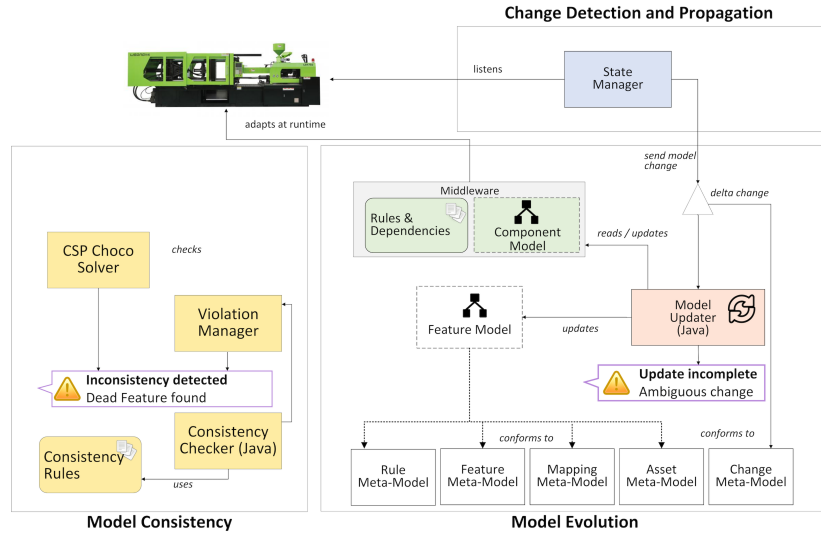 Change Detection and Propagation
State
Manager
listens
adapts at runtime
send model
change
delta change
Middleware
Rules &
Dependencies
Component
Model
reads / updates
CSP Choco
Solver
checks
Violation
Manager
Feature Model
updates
Model
Updater
(Java)
Inconsistency detected
Dead Feature found
Update incomplete
Ambiguous change
Consistency
Checker (Java)
Consistency
Rules
uses
conforms to
conforms to
Rule
Meta-Model
Feature
Meta-Model
Mapping
Meta-Model
Asset
Meta-Model
Change
Meta-Model
Model Consistency
Model Evolution